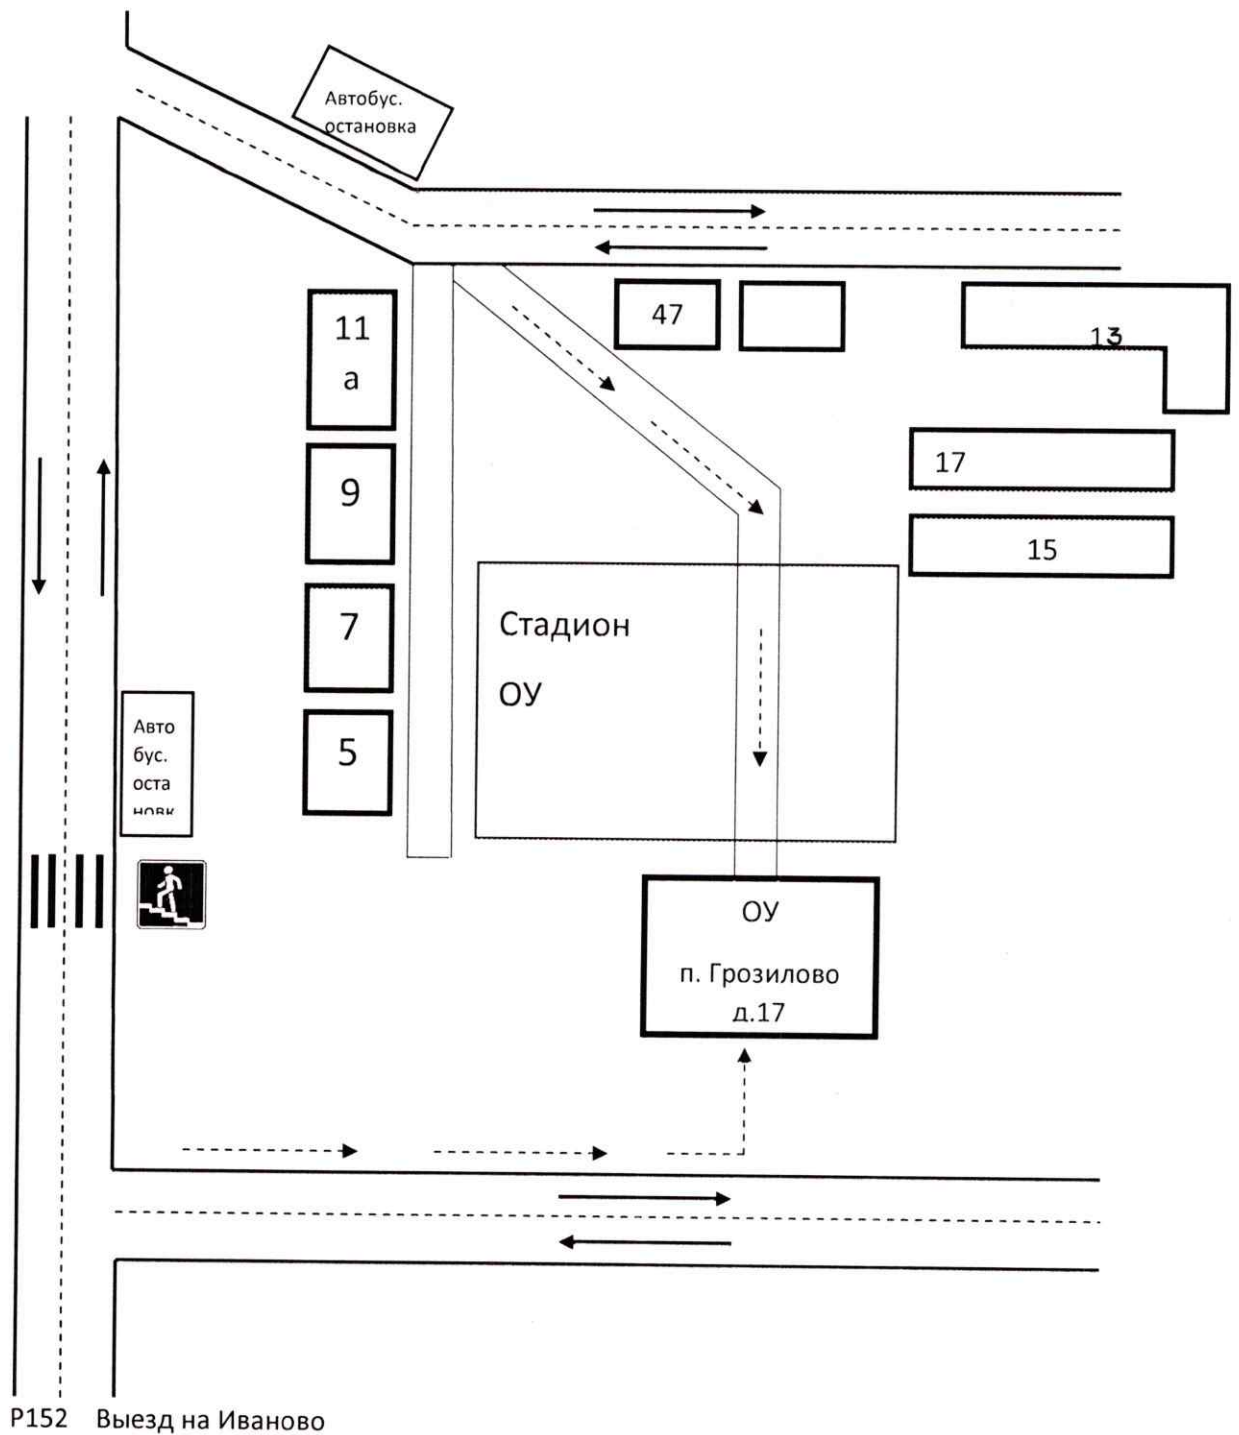 Автобус.
остановка
11
а
47
13
9
17
15
7
Стадион
ОУ
5
Авто
бус.
оста
новк
ОУ
п. Грозилово
д.17
Р152 Выезд на Иваново